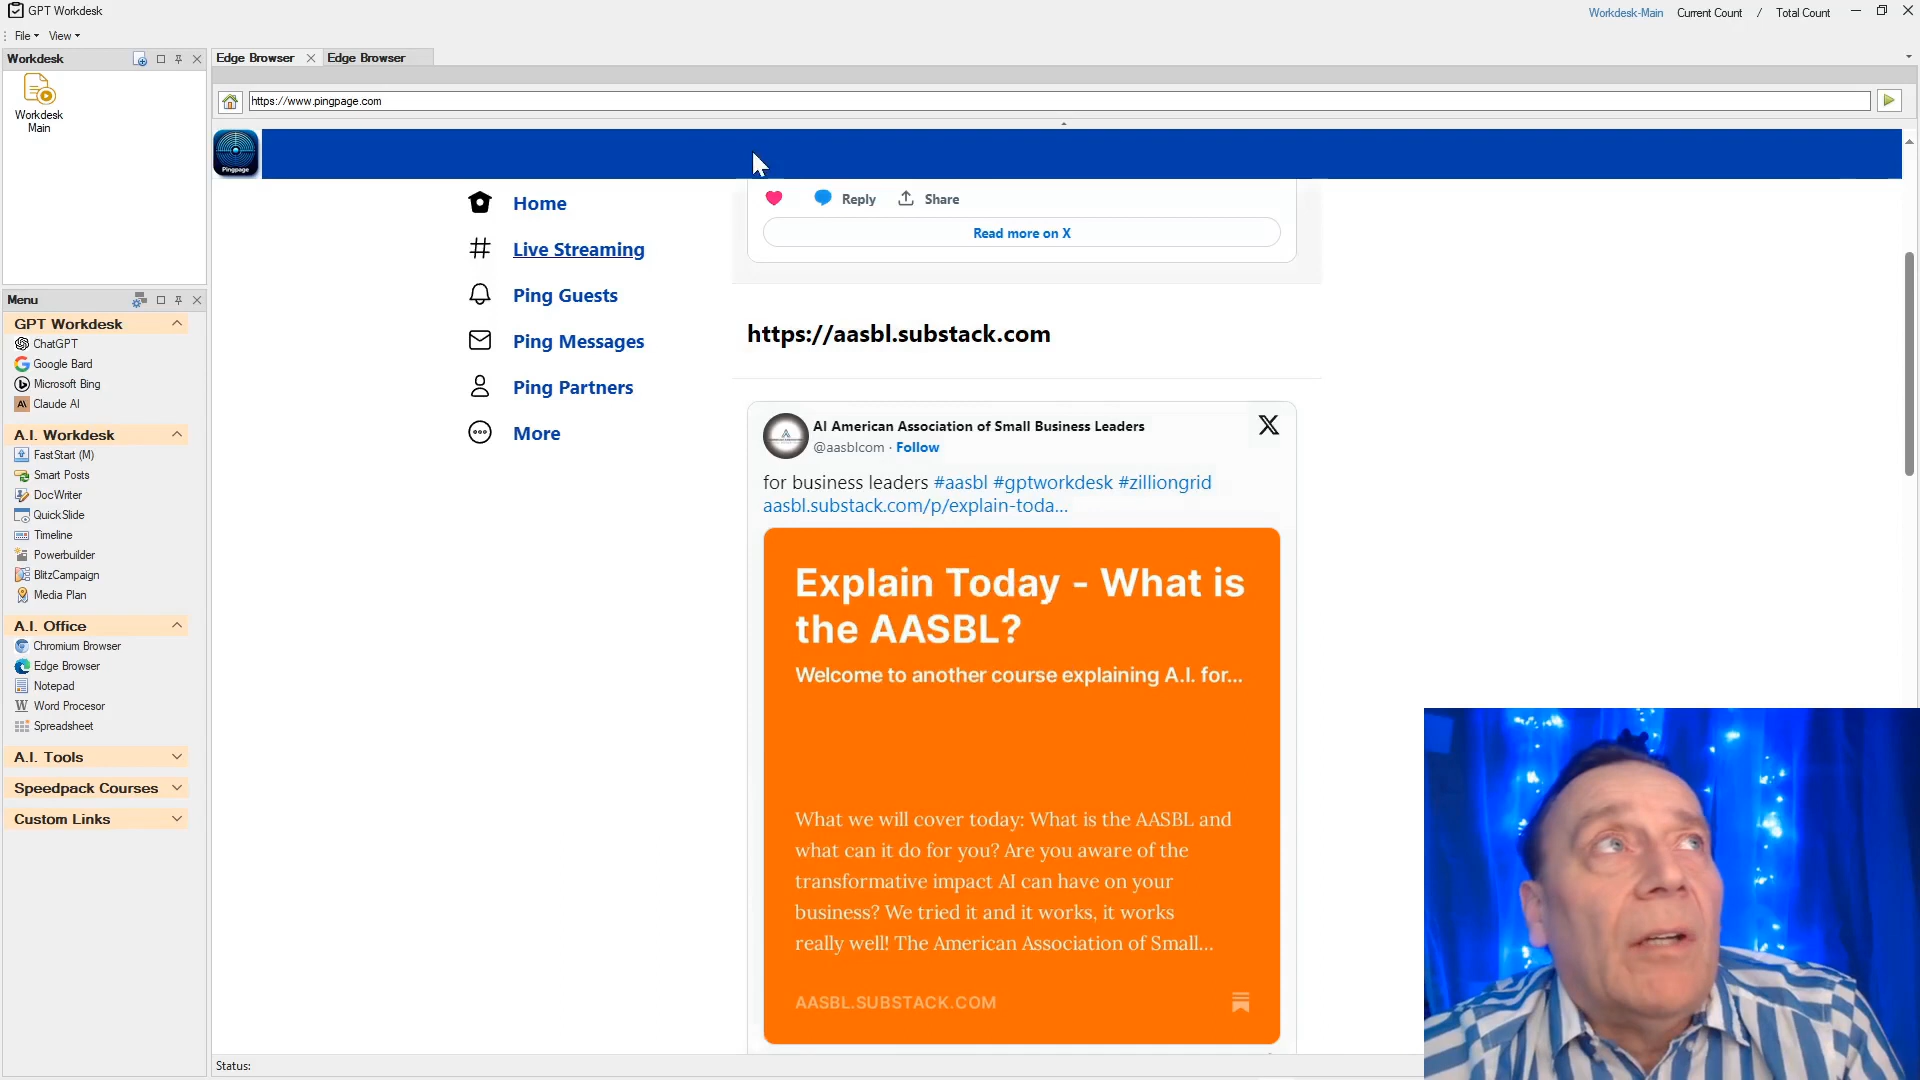 GPT Workdesk
Workdesk-Main Current Count / Total Count
File View
Workdesk
Edge Browser
Edge Browser
https://www.pingpage.com
Workdesk
Main
Pingpage
Home
Live Streaming
Ping Guests
Ping Messages
Ping Partners
More
Reply
Share
Read more on X
https://aasbl.substack.com
AI American Association of Small Business Leaders
@aasblcom · Follow
for business leaders #aasbl #gptworkdesk #zilliongrid
aasbl.substack.com/p/explain-toda...
Explain Today - What is
the AASBL?
Welcome to another course explaining A.I. for...
What we will cover today: What is the AASBL and
what can it do for you? Are you aware of the
transformative impact AI can have on your
business? We tried it and it works, it works
really well! The American Association of Small...
AASBL.SUBSTACK.COM
Menu
GPT Workdesk
ChatGPT
Google Bard
Microsoft Bing
Claude AI
A.I. Workdesk
FastStart (M)
Smart Posts
DocWriter
QuickSlide
Timeline
Powerbuilder
BlitzCampaign
Media Plan
A.I. Office
Chromium Browser
Edge Browser
Notepad
Word Procesor
Spreadsheet
A.I. Tools
Speedpack Courses
Custom Links
Status: